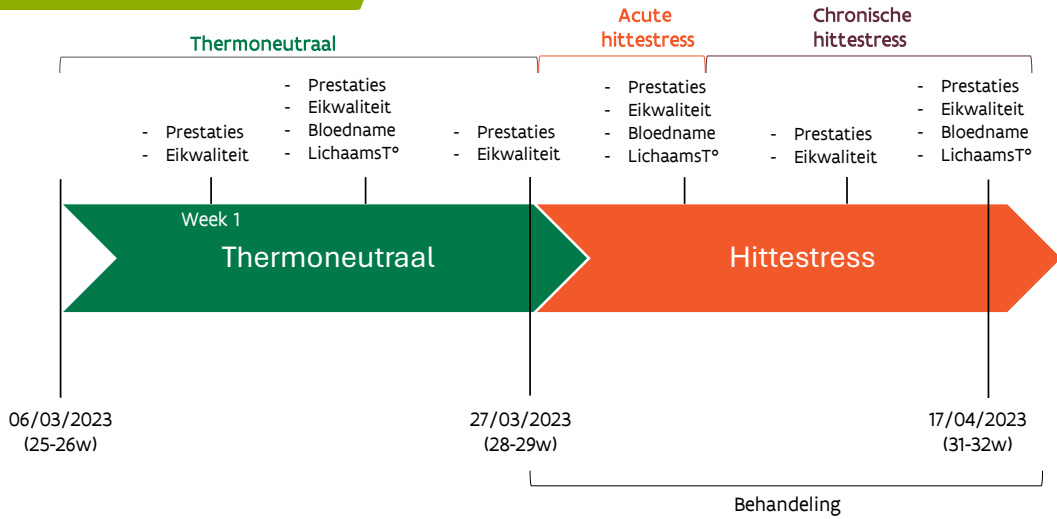 Thermoneutraal
Acute
hittestress
Chronische
hittestress
- Prestaties
- Eikwaliteit
- Prestaties
- Eikwaliteit
- Bloedname
- LichaamsT°
- Prestaties
- Eikwaliteit
- Prestaties
- Eikwaliteit
- Bloedname
- LichaamsT°
- Prestaties
- Eikwaliteit
- Prestaties
- Eikwaliteit
- Bloedname
- LichaamsT°
Week 1
Thermoneutraal
Hittestress
06/03/2023
(25-26w)
27/03/2023
(28-29w)
17/04/2023
(31-32w)
Behandeling